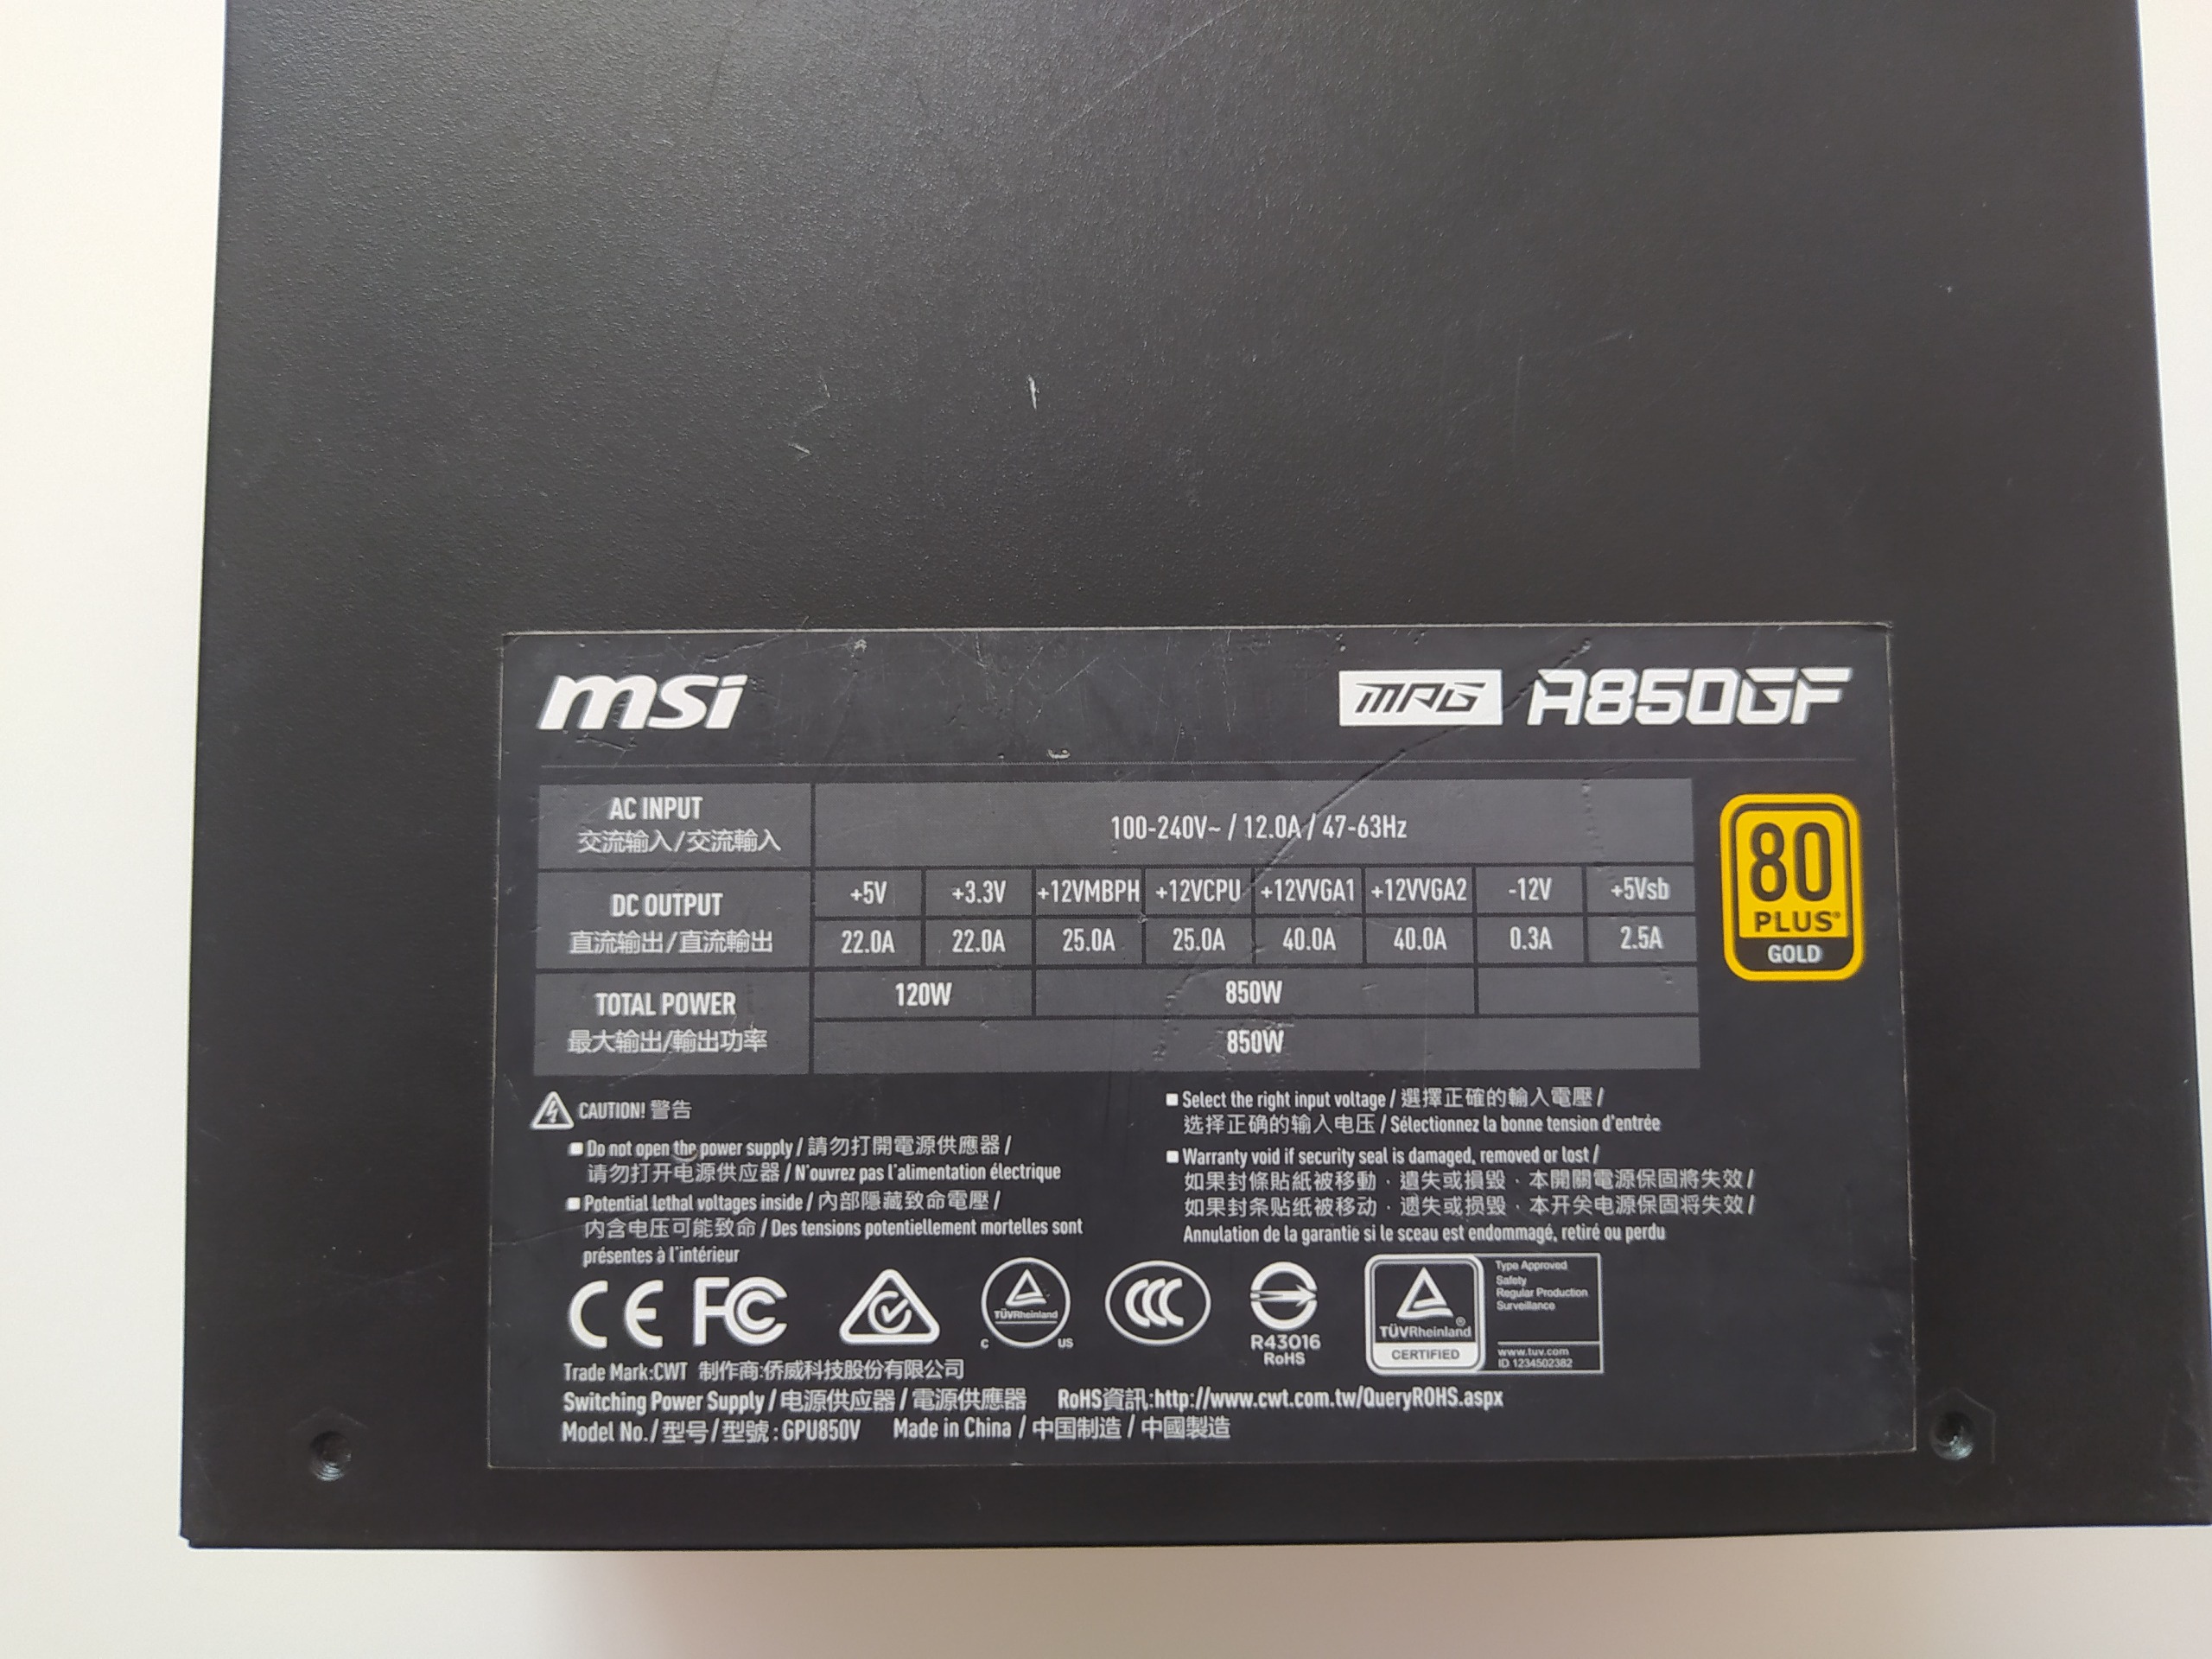 msi MPG A850GF
AC INPUT
交流输入/交流輸入
100-240V~ / 12.0A / 47-63Hz
DC OUTPUT
直流输出/直流輸出
+5V +3.3V +12VMBPH +12VCPU +12VVGA1 +12VVGA2 -12V +5Vsb
22.0A 22.0A 25.0A 25.0A 40.0A 40.0A 0.3A 2.5A
TOTAL POWER
最大输出/輸出功率
120W 850W
850W
80
PLUS®
GOLD
CAUTION! 警告
■ Do not open the power supply / 請勿打開電源供應器 /
请勿打开电源供应器 / N'ouvrez pas l'alimentation électrique
■ Potential lethal voltages inside / 內部隱藏致命電壓 /
内含电压可能致命 / Des tensions potentiellement mortelles sont
présentes à l'intérieur
■ Select the right input voltage / 選擇正確的輸入電壓 /
选择正确的输入电压 / Sélectionnez la bonne tension d'entrée
■ Warranty void if security seal is damaged, removed or lost /
如果封條貼紙被移動﹑遺失或損毀﹑本開關電源保固將失效 /
如果封条贴纸被移动﹑遗失或损毁﹑本开关电源保固将失效 /
Annulation de la garantie si le sceau est endommagé, retiré ou perdu
CE FC
TÜVRheinland
C US
CCC
R43016
RoHS
TÜVRheinland®
CERTIFIED
Type Approved
Safety
Regular Production
Surveillance
www.tuv.com
ID 1234502382
Trade Mark:CWT 制作商:侨威科技股份有限公司
Switching Power Supply / 电源供应器 / 電源供應器 RoHS資訊:http://www.cwt.com.tw/QueryROHS.aspx
Model No./型号/型號:GPU850V Made in China / 中国制造 / 中國製造